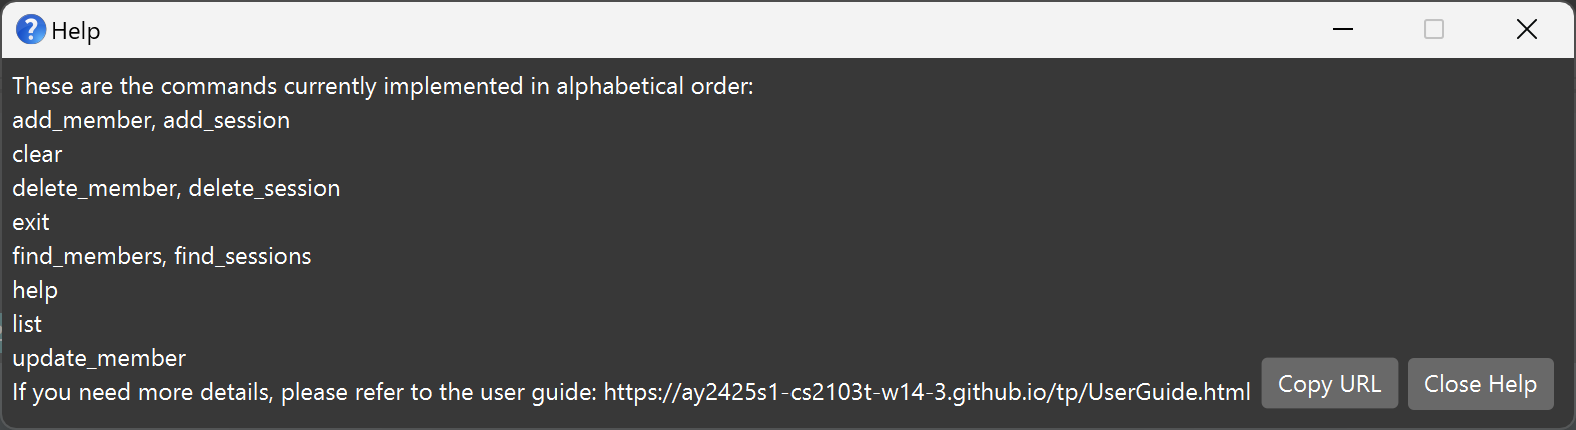 Help
These are the commands currently implemented in alphabetical order:
add_member, add_session
clear
delete_member, delete_session
exit
find_members, find_sessions
help
list
update_member
If you need more details, please refer to the user guide: https://ay2425s1-cs2103t-w14-3.github.io/tp/UserGuide.html
Copy URL
Close Help